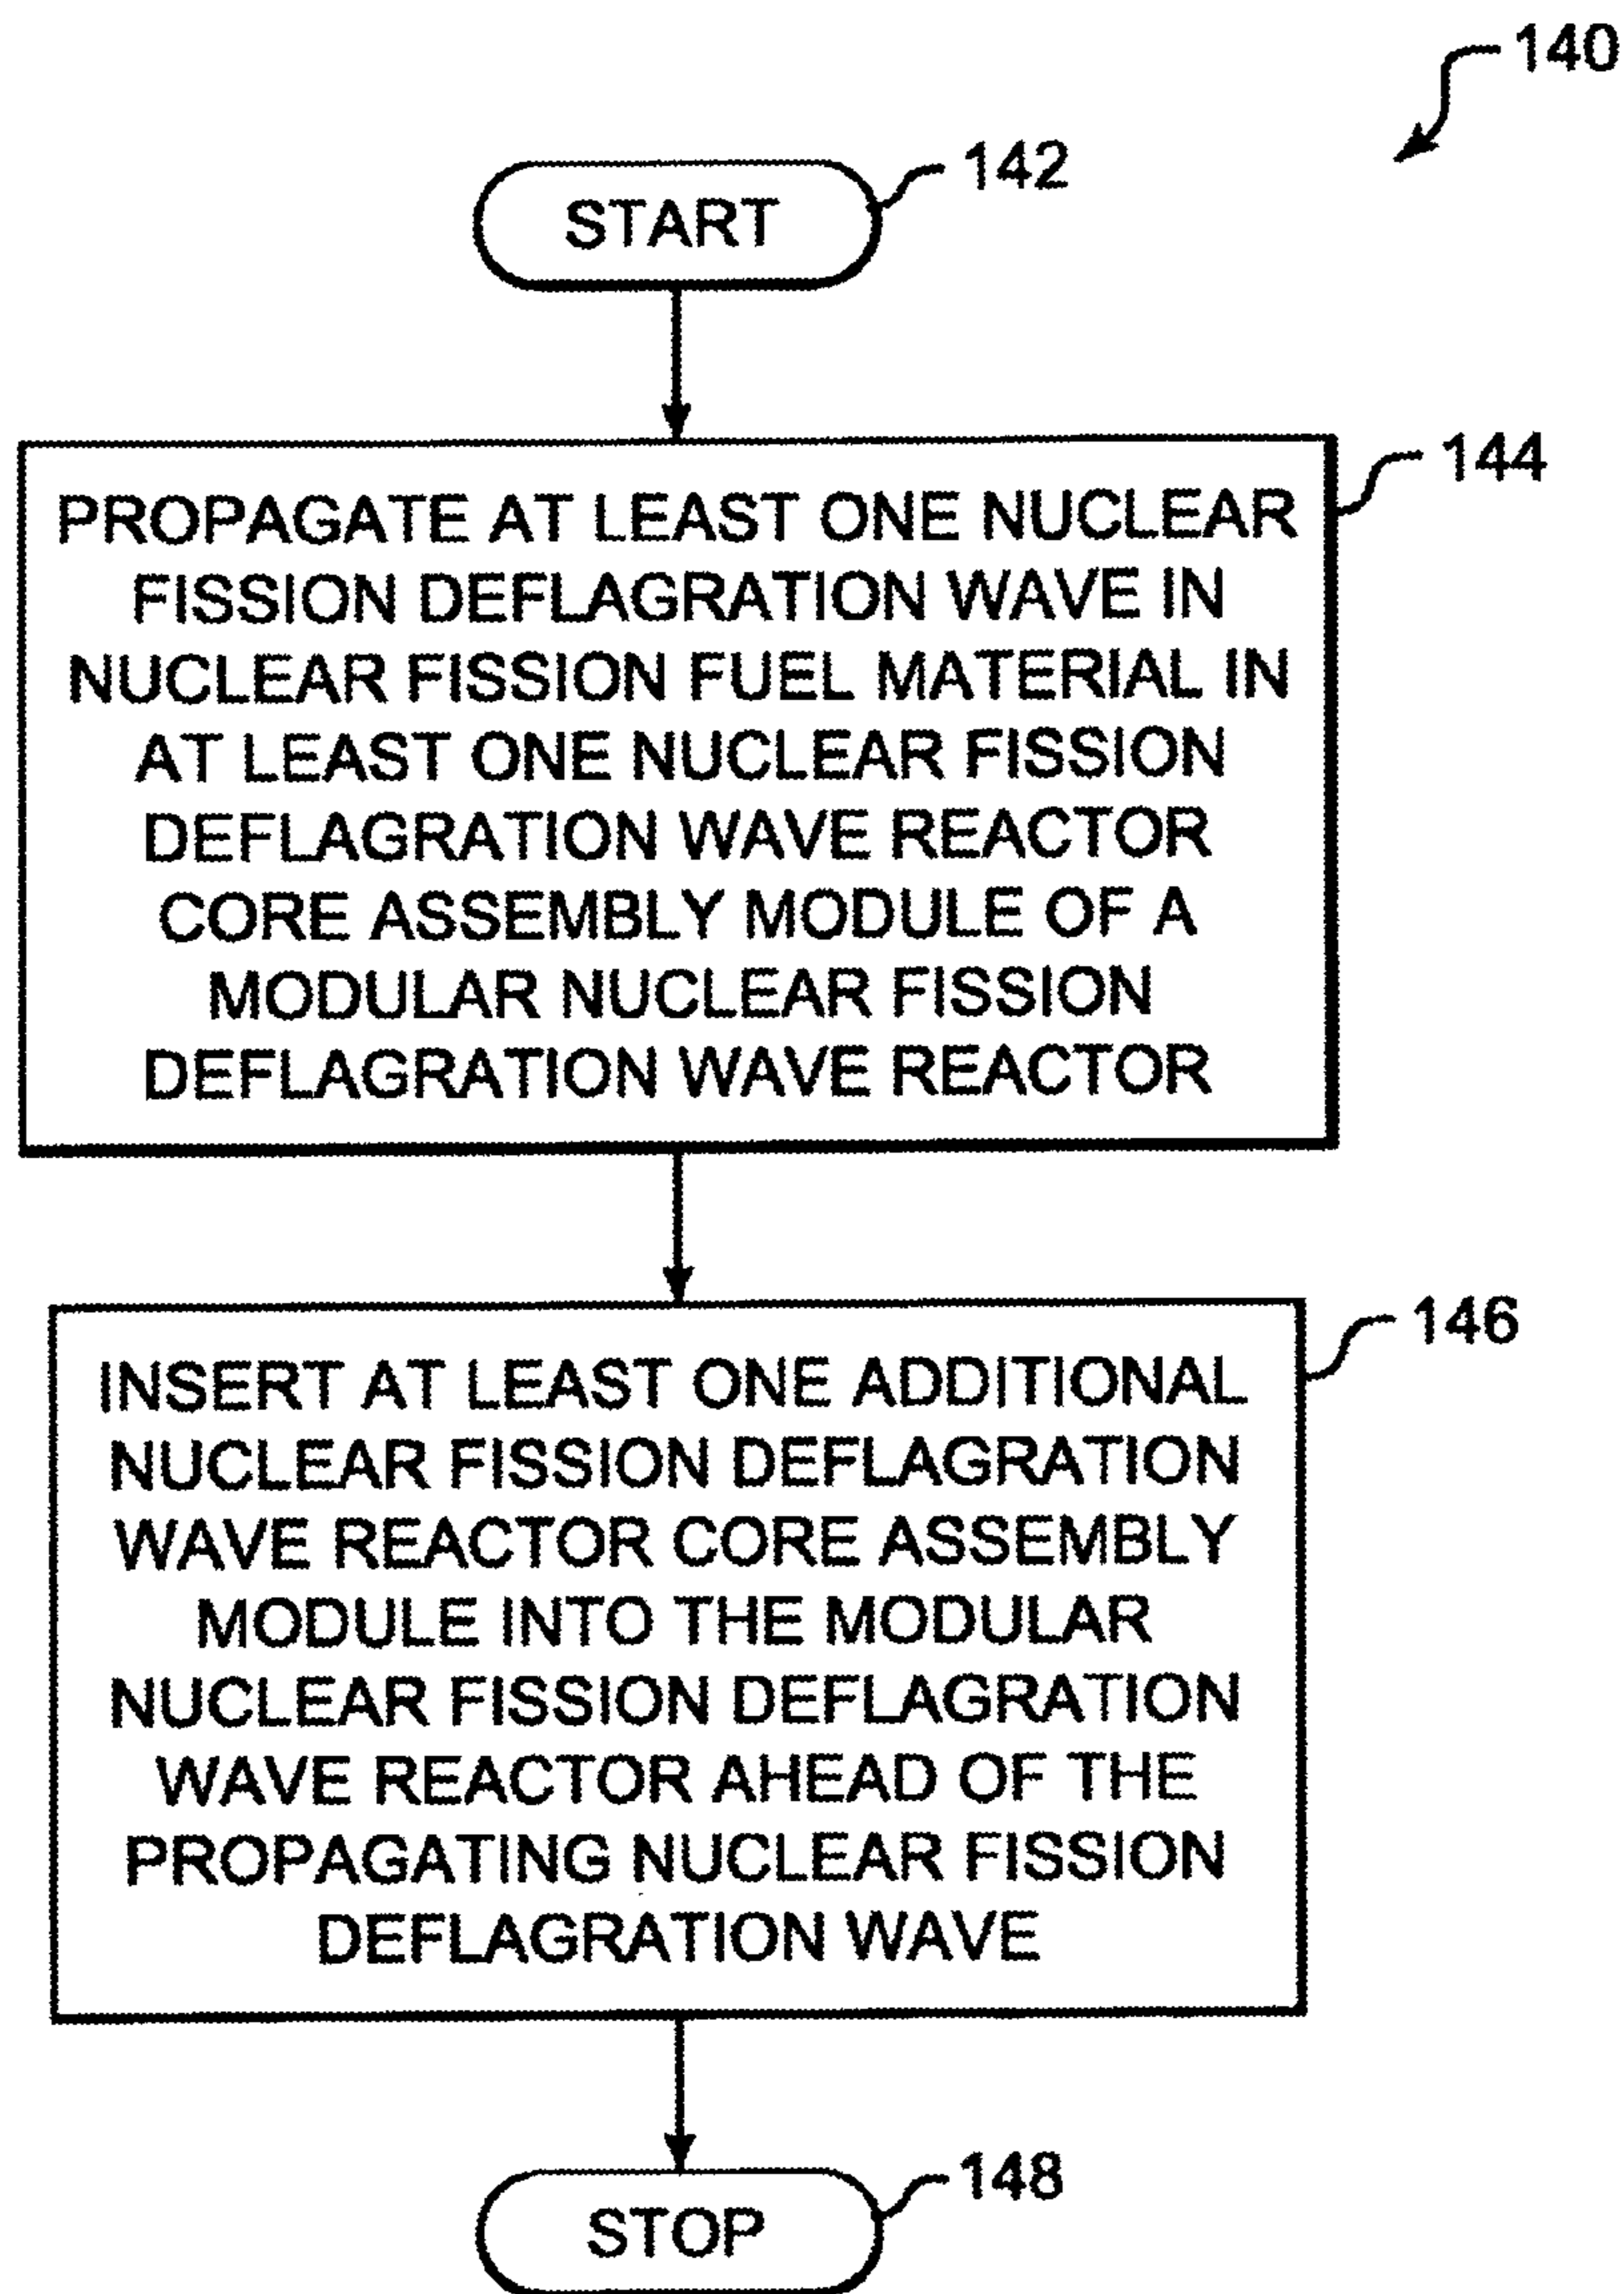 140
142
START
144
PROPAGATE AT LEAST ONE NUCLEAR
FISSION DEFLAGRATION WAVE IN
NUCLEAR FISSION FUEL MATERIAL IN
AT LEAST ONE NUCLEAR FISSION
DEFLAGRATION WAVE REACTOR
CORE ASSEMBLY MODULE OF A
MODULAR NUCLEAR FISSION
DEFLAGRATION WAVE REACTOR
146
INSERT AT LEAST ONE ADDITIONAL
NUCLEAR FISSION DEFLAGRATION
WAVE REACTOR CORE ASSEMBLY
MODULE INTO THE MODULAR
NUCLEAR FISSION DEFLAGRATION
WAVE REACTOR AHEAD OF THE
PROPAGATING NUCLEAR FISSION
DEFLAGRATION WAVE
148
STOP